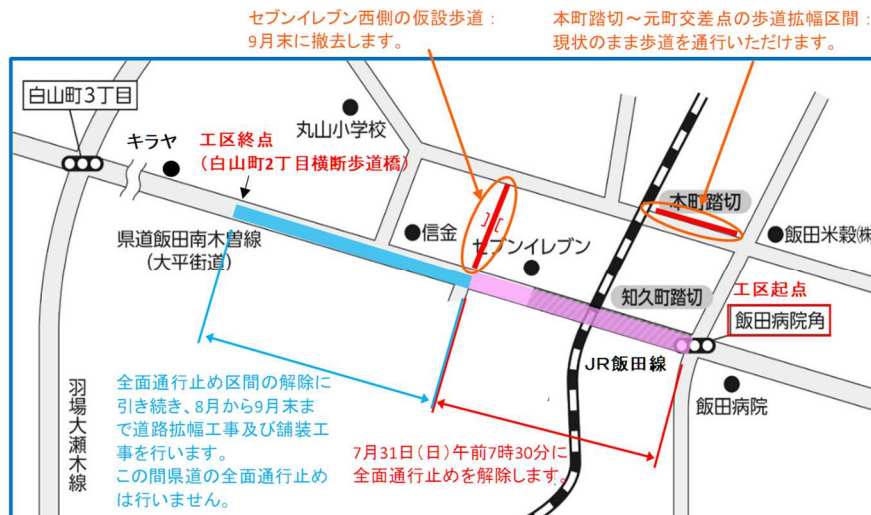 セブンイレブン西側の仮設歩道：
9月末に撤去します。
本町踏切～元町交差点の歩道拡幅区間：
現状のまま歩道を通行いただけます。
白山町3丁目
キラヤ
工区終点
（白山町2丁目横断歩道橋）
丸山小学校
本町踏切
飯田米穀㈱
県道飯田南木曽線
（大平街道）
信金
セブンイレブン
知久町踏切
工区起点
飯田病院角
JR飯田線
飯田病院
羽場大瀬木線
全面通行止め区間の解除に
引き続き、8月から9月末ま
で道路拡幅工事及び舗装工
事を行います。
この間県道の全面通行止め
は行いません。
7月31日（日）午前7時30分に
全面通行止めを解除します。